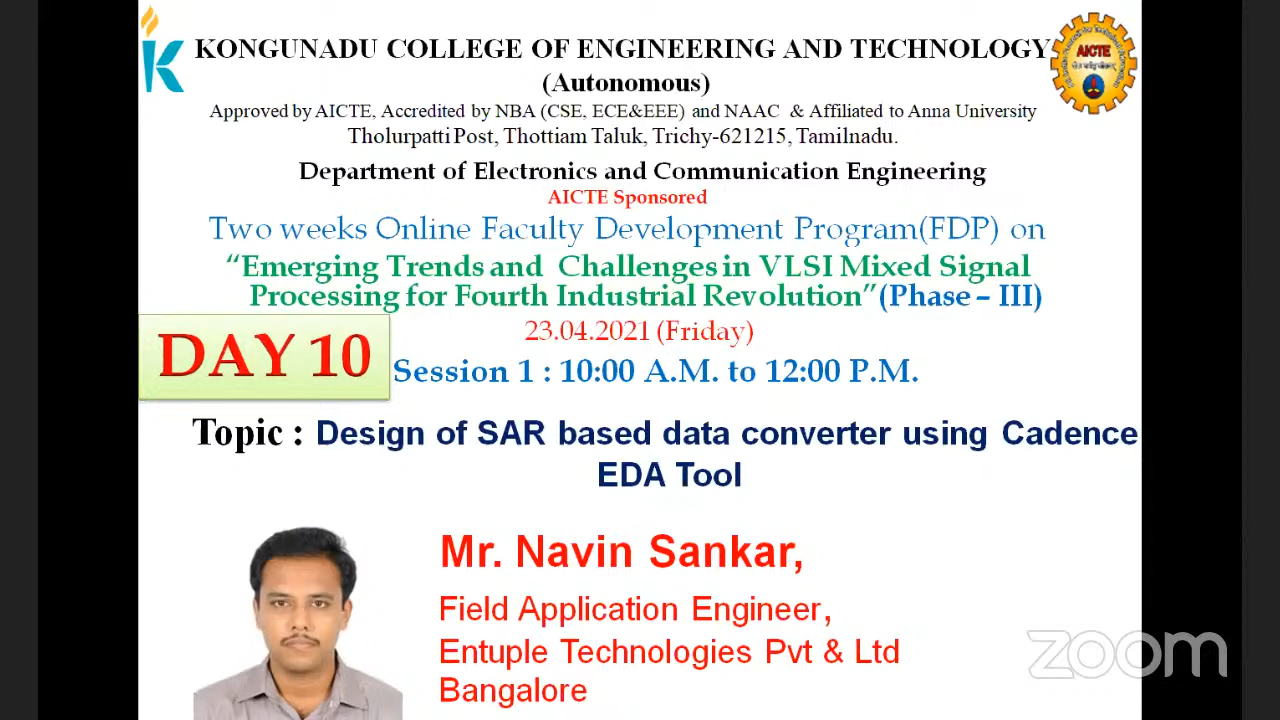 KONGUNADU COLLEGE OF ENGINEERING AND TECHNOLOGY
(Autonomous)
Approved by AICTE, Accredited by NBA (CSE, ECE&EEE) and NAAC & Affiliated to Anna University
Tholurpatti Post, Thottiam Taluk, Trichy-621215, Tamilnadu.
Department of Electronics and Communication Engineering
AICTE Sponsored
Two weeks Online Faculty Development Program(FDP) on
“Emerging Trends and Challenges in VLSI Mixed Signal
Processing for Fourth Industrial Revolution”(Phase – III)
23.04.2021 (Friday)
DAY 10
Session 1 : 10:00 A.M. to 12:00 P.M.
Topic : Design of SAR based data converter using Cadence
EDA Tool
Mr. Navin Sankar,
Field Application Engineer,
Entuple Technologies Pvt & Ltd
Bangalore
K
AICTE
zoom